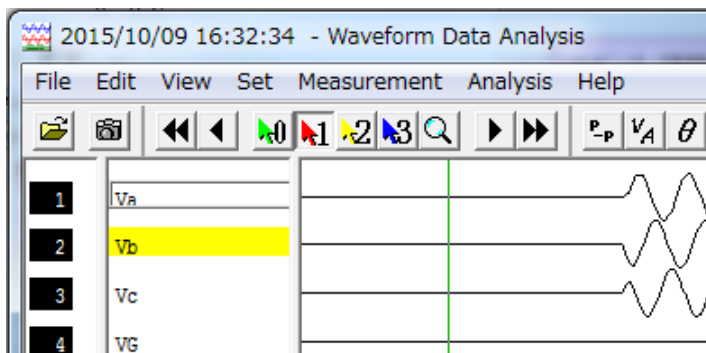 2015/10/09 16:32:34 - Waveform Data Analysis
File Edit View Set Measurement Analysis Help
0 1 2 3 P-P VA θ
1 Va
2 Vb
3 Vc
4 VG